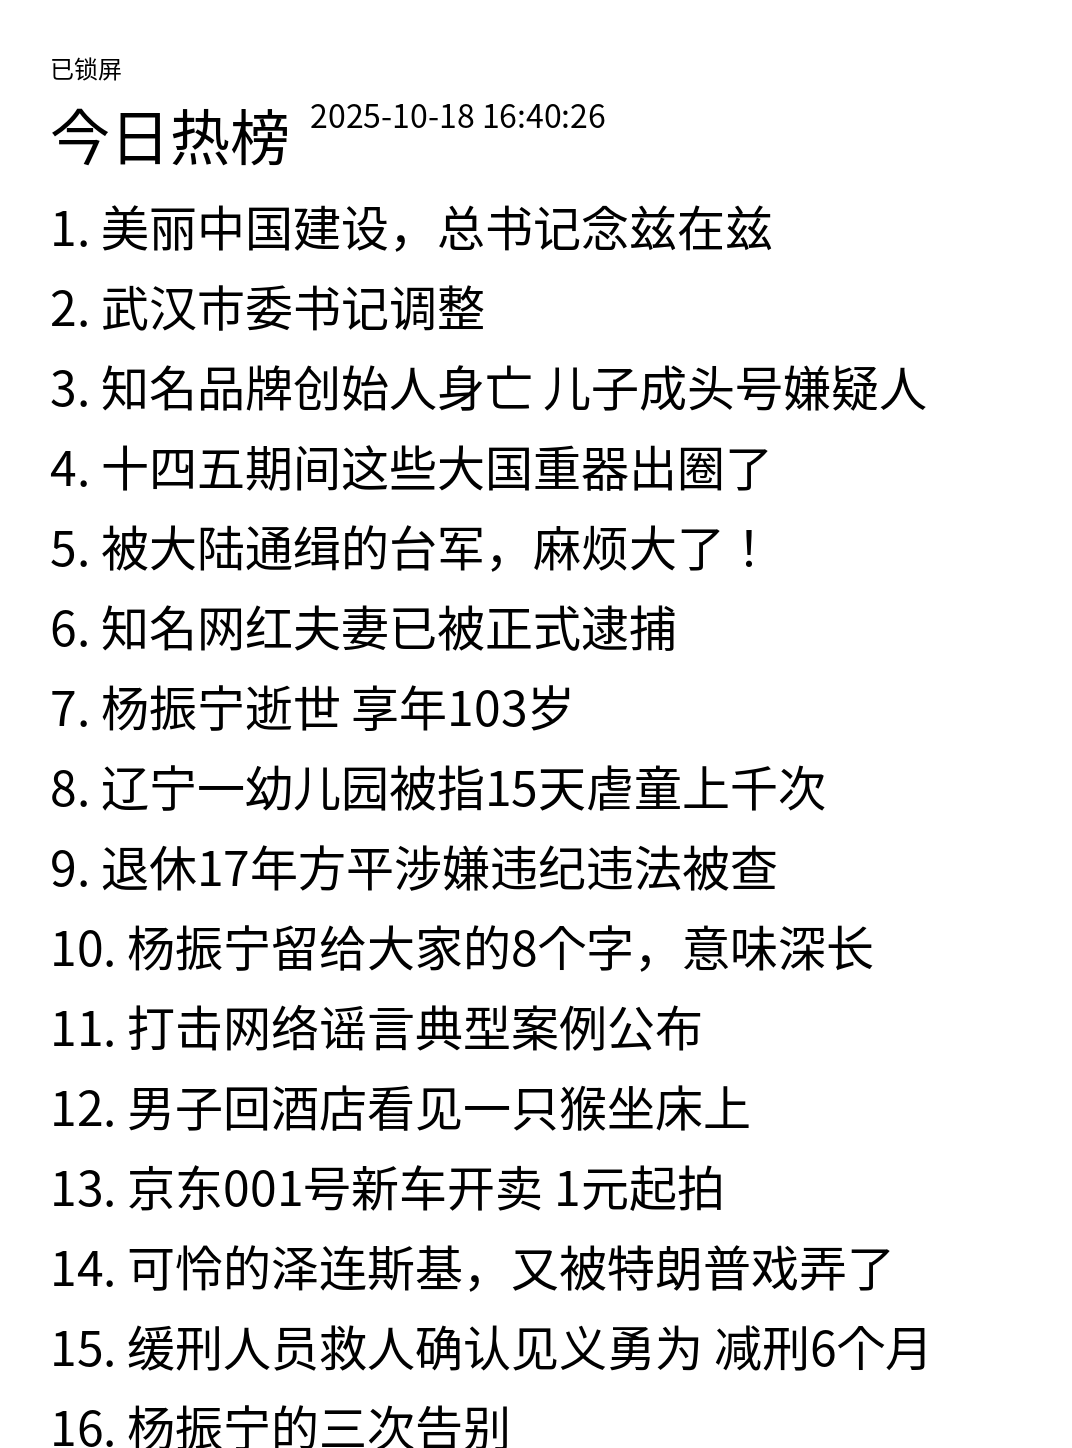 已锁屏
今日热榜 2025-10-18 16:40:26
1. 美丽中国建设，总书记念兹在兹
2. 武汉市委书记调整
3. 知名品牌创始人身亡 儿子成头号嫌疑人
4. 十四五期间这些大国重器出圈了
5. 被大陆通缉的台军，麻烦大了！
6. 知名网红夫妻已被正式逮捕
7. 杨振宁逝世 享年103岁
8. 辽宁一幼儿园被指15天虐童上千次
9. 退休17年方平涉嫌违纪违法被查
10. 杨振宁留给大家的8个字，意味深长
11. 打击网络谣言典型案例公布
12. 男子回酒店看见一只猴坐床上
13. 京东001号新车开卖 1元起拍
14. 可怜的泽连斯基，又被特朗普戏弄了
15. 缓刑人员救人确认见义勇为 减刑6个月
16. 杨振宁的三次告别